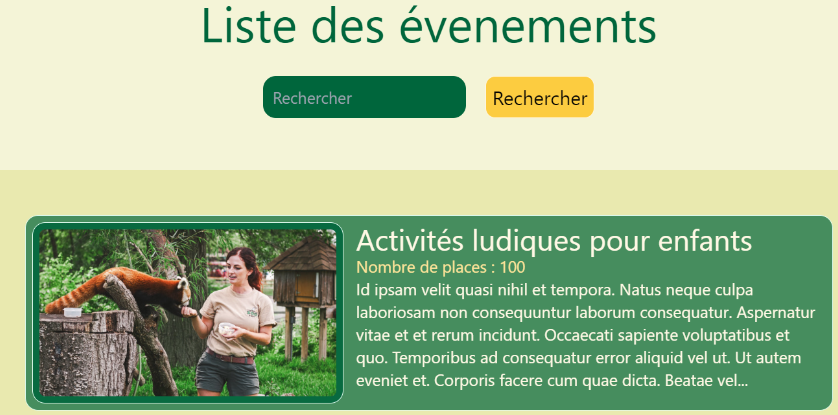 Liste des évenements
Rechercher
Rechercher
Activités ludiques pour enfants
Nombre de places : 100
Id ipsam velit quasi nihil et tempora. Natus neque culpa
laboriosam non consequuntur laborum consequatur. Aspernatur
vitae et et rerum incidunt. Occaecati sapiente voluptatibus et
quo. Temporibus ad consequatur error aliquid vel ut. Ut autem
eveniet et. Corporis facere cum quae dicta. Beatae vel...